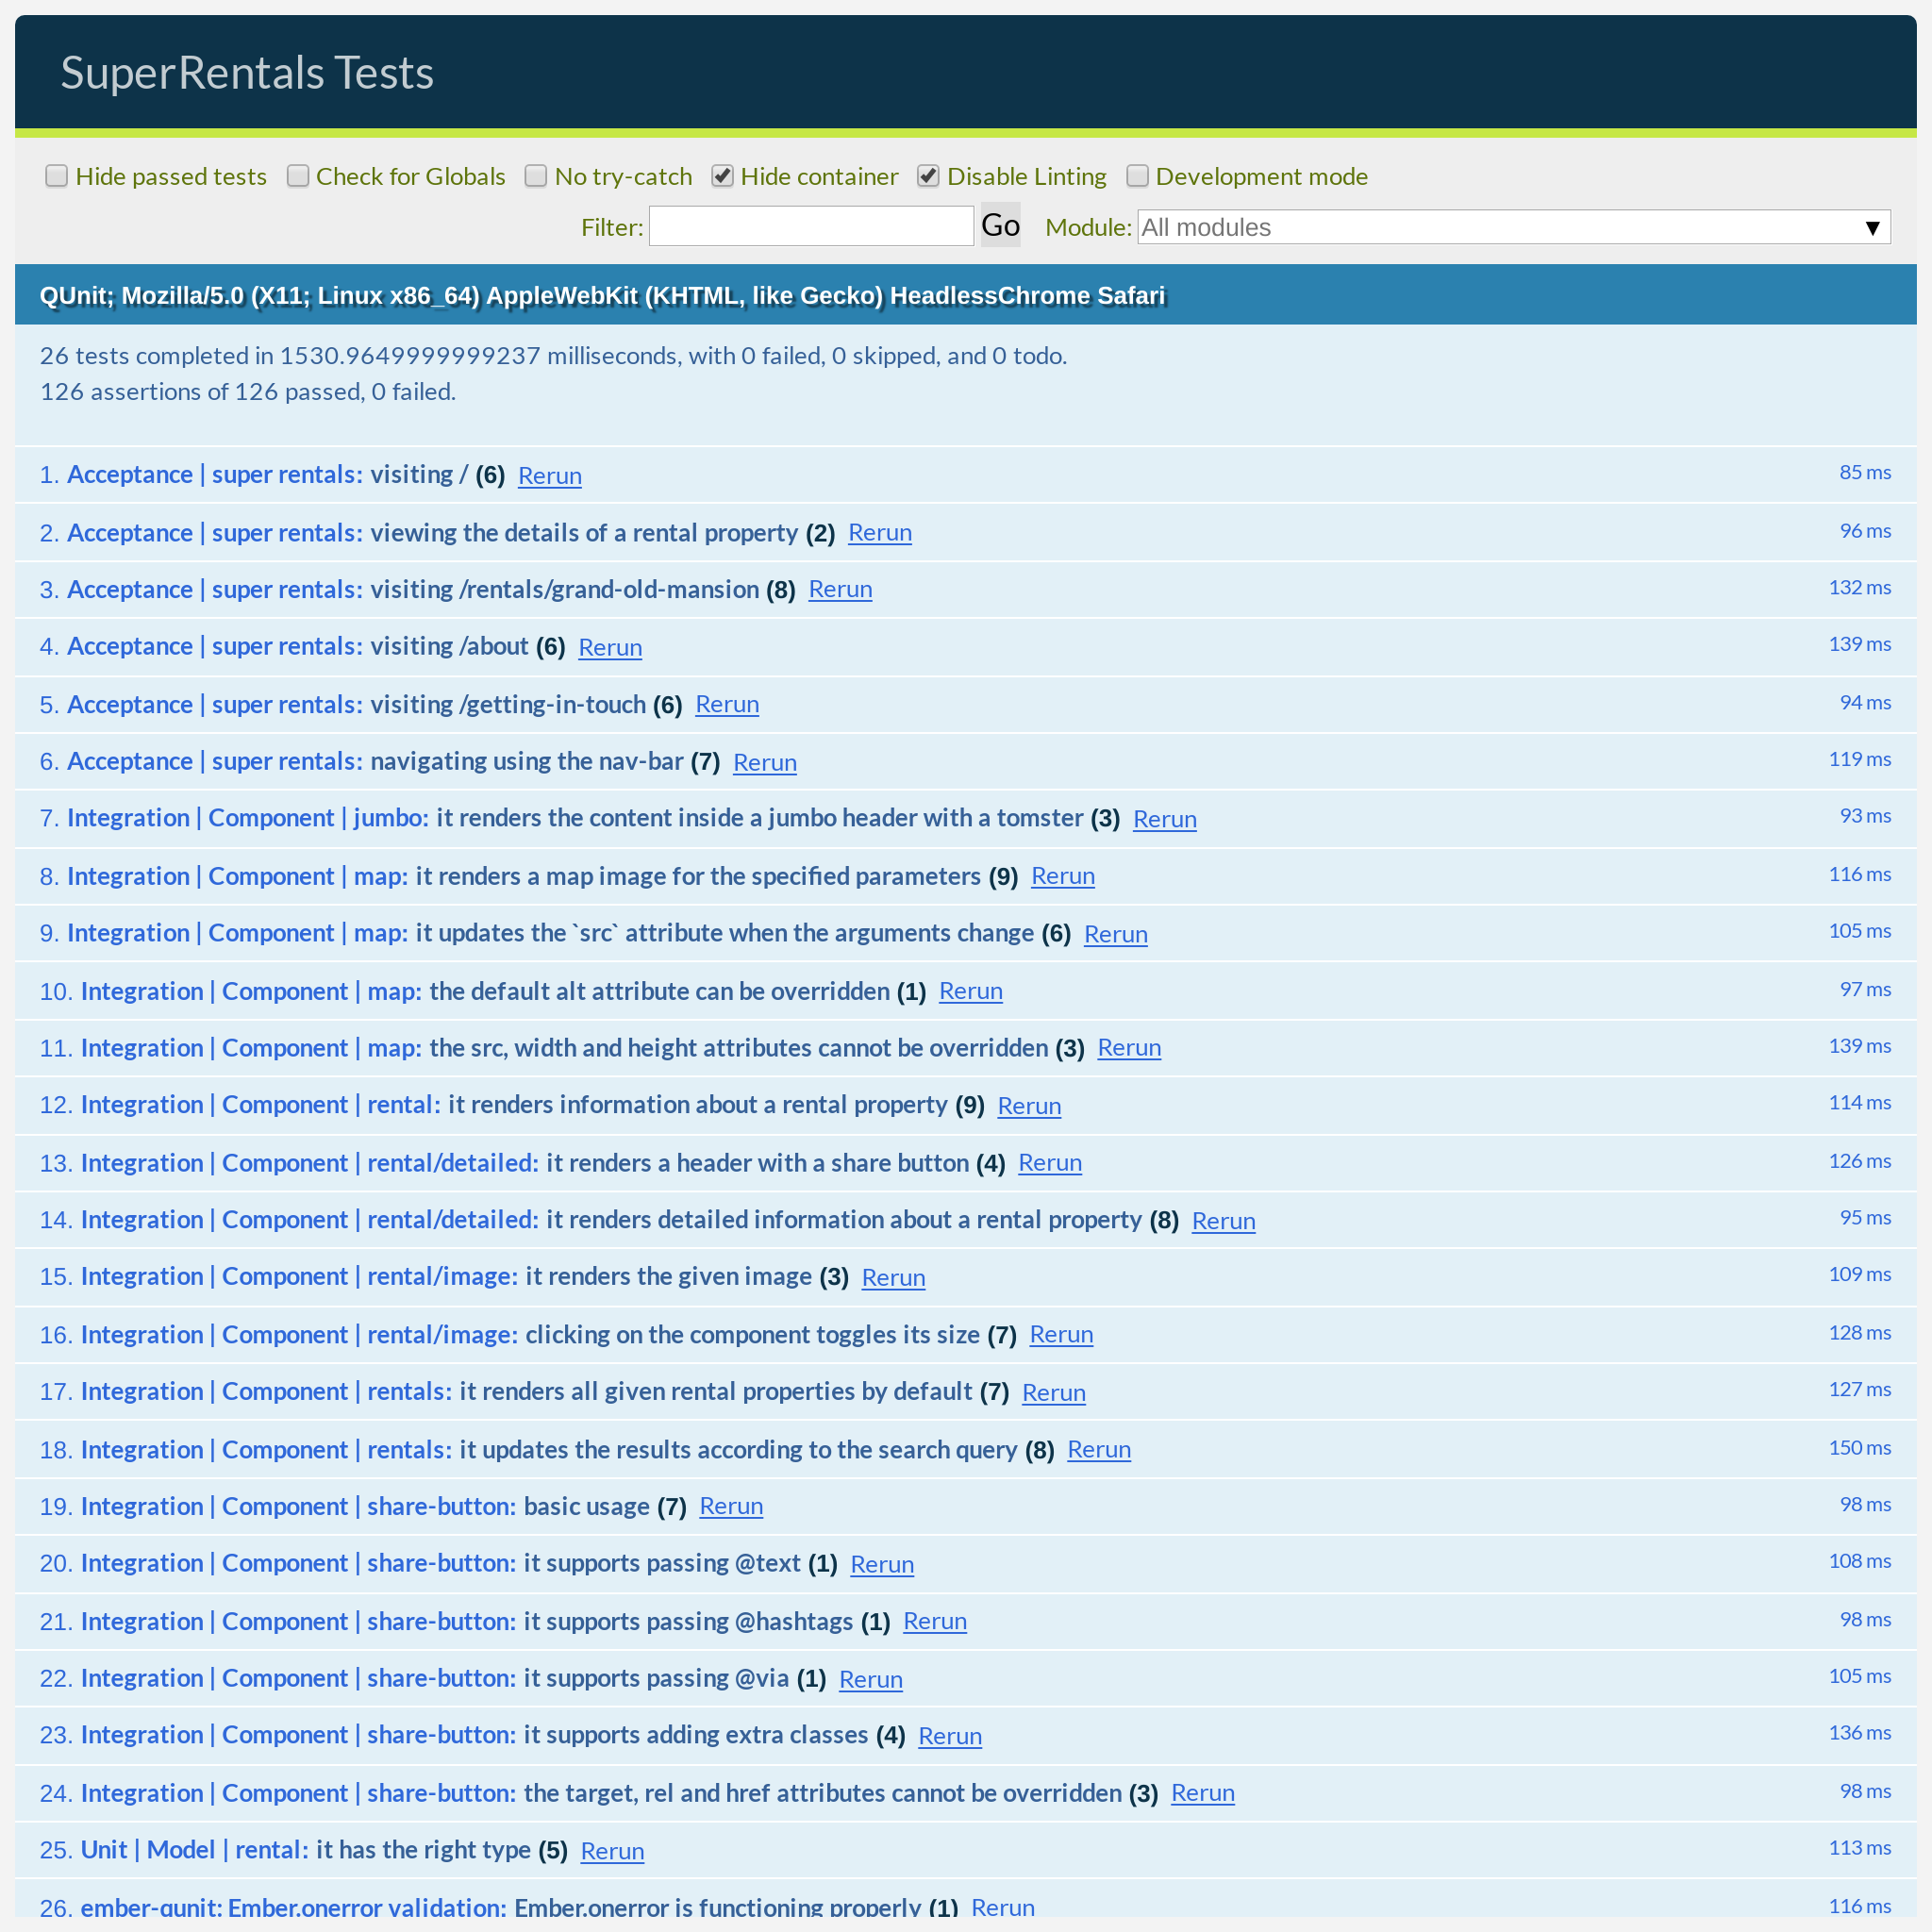 SuperRentals Tests
Hide passed tests Check for Globals No try-catch Hide container Disable Linting Development mode
Filter: Go Module: All modules ▼
QUnit; Mozilla/5.0 (X11; Linux x86_64) AppleWebKit (KHTML, like Gecko) HeadlessChrome Safari
26 tests completed in 1530.9649999999237 milliseconds, with 0 failed, 0 skipped, and 0 todo.
126 assertions of 126 passed, 0 failed.
1. Acceptance | super rentals: visiting / (6) Rerun 85 ms
2. Acceptance | super rentals: viewing the details of a rental property (2) Rerun 96 ms
3. Acceptance | super rentals: visiting /rentals/grand-old-mansion (8) Rerun 132 ms
4. Acceptance | super rentals: visiting /about (6) Rerun 139 ms
5. Acceptance | super rentals: visiting /getting-in-touch (6) Rerun 94 ms
6. Acceptance | super rentals: navigating using the nav-bar (7) Rerun 119 ms
7. Integration | Component | jumbo: it renders the content inside a jumbo header with a tomster (3) Rerun 93 ms
8. Integration | Component | map: it renders a map image for the specified parameters (9) Rerun 116 ms
9. Integration | Component | map: it updates the `src` attribute when the arguments change (6) Rerun 105 ms
10. Integration | Component | map: the default alt attribute can be overridden (1) Rerun 97 ms
11. Integration | Component | map: the src, width and height attributes cannot be overridden (3) Rerun 139 ms
12. Integration | Component | rental: it renders information about a rental property (9) Rerun 114 ms
13. Integration | Component | rental/detailed: it renders a header with a share button (4) Rerun 126 ms
14. Integration | Component | rental/detailed: it renders detailed information about a rental property (8) Rerun 95 ms
15. Integration | Component | rental/image: it renders the given image (3) Rerun 109 ms
16. Integration | Component | rental/image: clicking on the component toggles its size (7) Rerun 128 ms
17. Integration | Component | rentals: it renders all given rental properties by default (7) Rerun 127 ms
18. Integration | Component | rentals: it updates the results according to the search query (8) Rerun 150 ms
19. Integration | Component | share-button: basic usage (7) Rerun 98 ms
20. Integration | Component | share-button: it supports passing @text (1) Rerun 108 ms
21. Integration | Component | share-button: it supports passing @hashtags (1) Rerun 98 ms
22. Integration | Component | share-button: it supports passing @via (1) Rerun 105 ms
23. Integration | Component | share-button: it supports adding extra classes (4) Rerun 136 ms
24. Integration | Component | share-button: the target, rel and href attributes cannot be overridden (3) Rerun 98 ms
25. Unit | Model | rental: it has the right type (5) Rerun 113 ms
26. ember-qunit: Ember.onerror validation: Ember.onerror is functioning properly (1) Rerun 116 ms